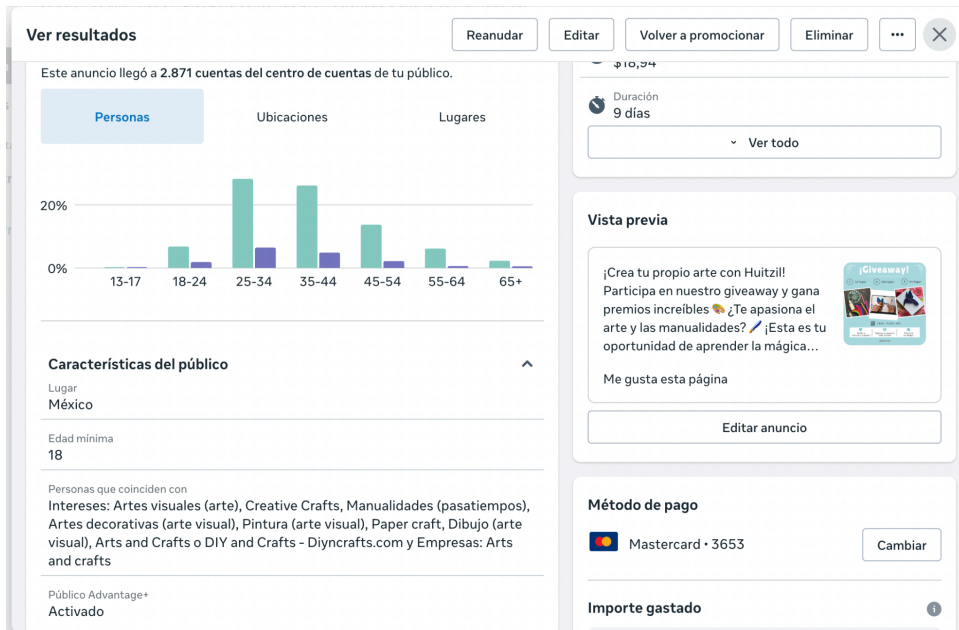 Ver resultados
Reanudar
Editar
Volver a promocionar
Eliminar
Este anuncio llegó a 2.871 cuentas del centro de cuentas de tu público.
Personas
Ubicaciones
Lugares
20%
0%
13-17
18-24
25-34
35-44
45-54
55-64
65+
Características del público
Lugar
México
Edad mínima
18
Personas que coinciden con
Intereses: Artes visuales (arte), Creative Crafts, Manualidades (pasatiempos),
Artes decorativas (arte visual), Pintura (arte visual), Paper craft, Dibujo (arte
visual), Arts and Crafts o DIY and Crafts - Diyncrafts.com y Empresas: Arts
and crafts
Público Advantage+
Activado
$18,94
Duración
9 días
Ver todo
Vista previa
¡Crea tu propio arte con Huitzil!
Participa en nuestro giveaway y gana
premios increíbles 🎨 ¿Te apasiona el
arte y las manualidades? 🖌️ ¡Esta es tu
oportunidad de aprender la mágica...
Me gusta esta página
¡Giveaway!
Editar anuncio
Método de pago
Mastercard • 3653
Cambiar
Importe gastado